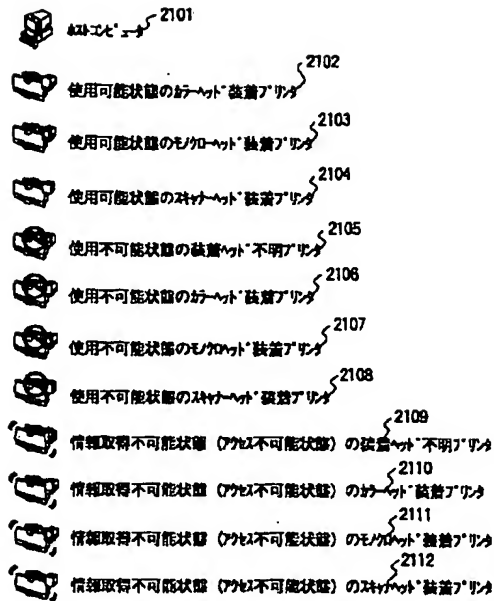 2101
ホストコンピュータ
2102
使用可能状態のカラーヘッド装着プリンタ
2103
使用可能状態のモノクローヘッド装着プリンタ
2104
使用可能状態のスキャナーヘッド装着プリンタ
2105
使用不可能状態の装着ヘッド不明プリンタ
2106
使用不可能状態のカラーヘッド装着プリンタ
2107
使用不可能状態のモノクロヘッド装着プリンタ
2108
使用不可能状態のスキャナーヘッド装着プリンタ
2109
情報取得不可能状態（アクセス不可能状態）の装着ヘッド不明プリンタ
2110
情報取得不可能状態（アクセス不可能状態）のカラーヘッド装着プリンタ
2111
情報取得不可能状態（アクセス不可能状態）のモノクロヘッド装着プリンタ
2112
情報取得不可能状態（アクセス不可能状態）のスキャナヘッド装着プリンタ